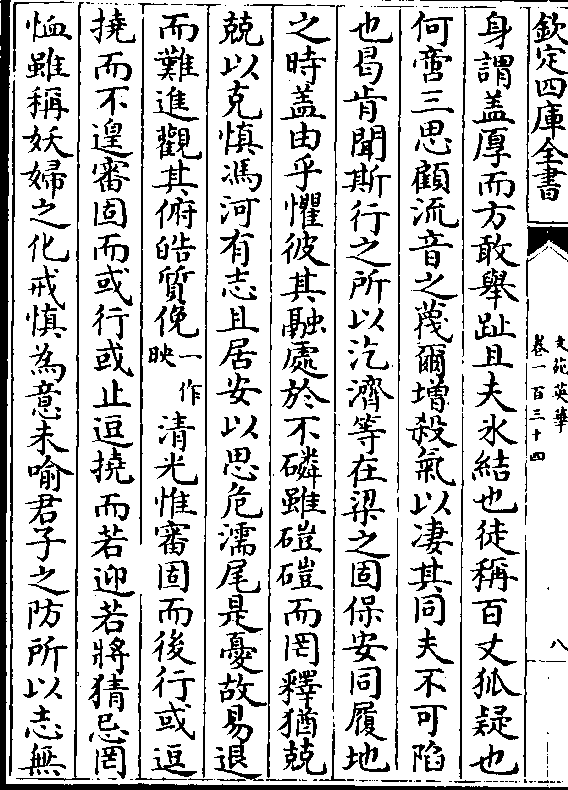 欽定四庫全書
文苑英華
卷一百三十四
八
身謂盖厚而方敢舉趾且夫氷結也徒稱百丈狐疑也
何啻三思顧流音之蔑爾增殺氣以凄其同夫不可陷
也曷肯聞斯行之所以汔濟等在梁之固保安同履地
之時盖由乎懼彼其融處於不磷雖磑磑而罔釋猶兢
兢以克慎馮河有志且居安以思危濡尾是憂故易退
而難進觀其俯皓質俛一作映清光惟審固而後行或逗
撓而不遑審固而或行或止逗撓而若迎若將猜忌罔
恤雖稱妖婦之化戒慎為意未喻君子之防所以志無